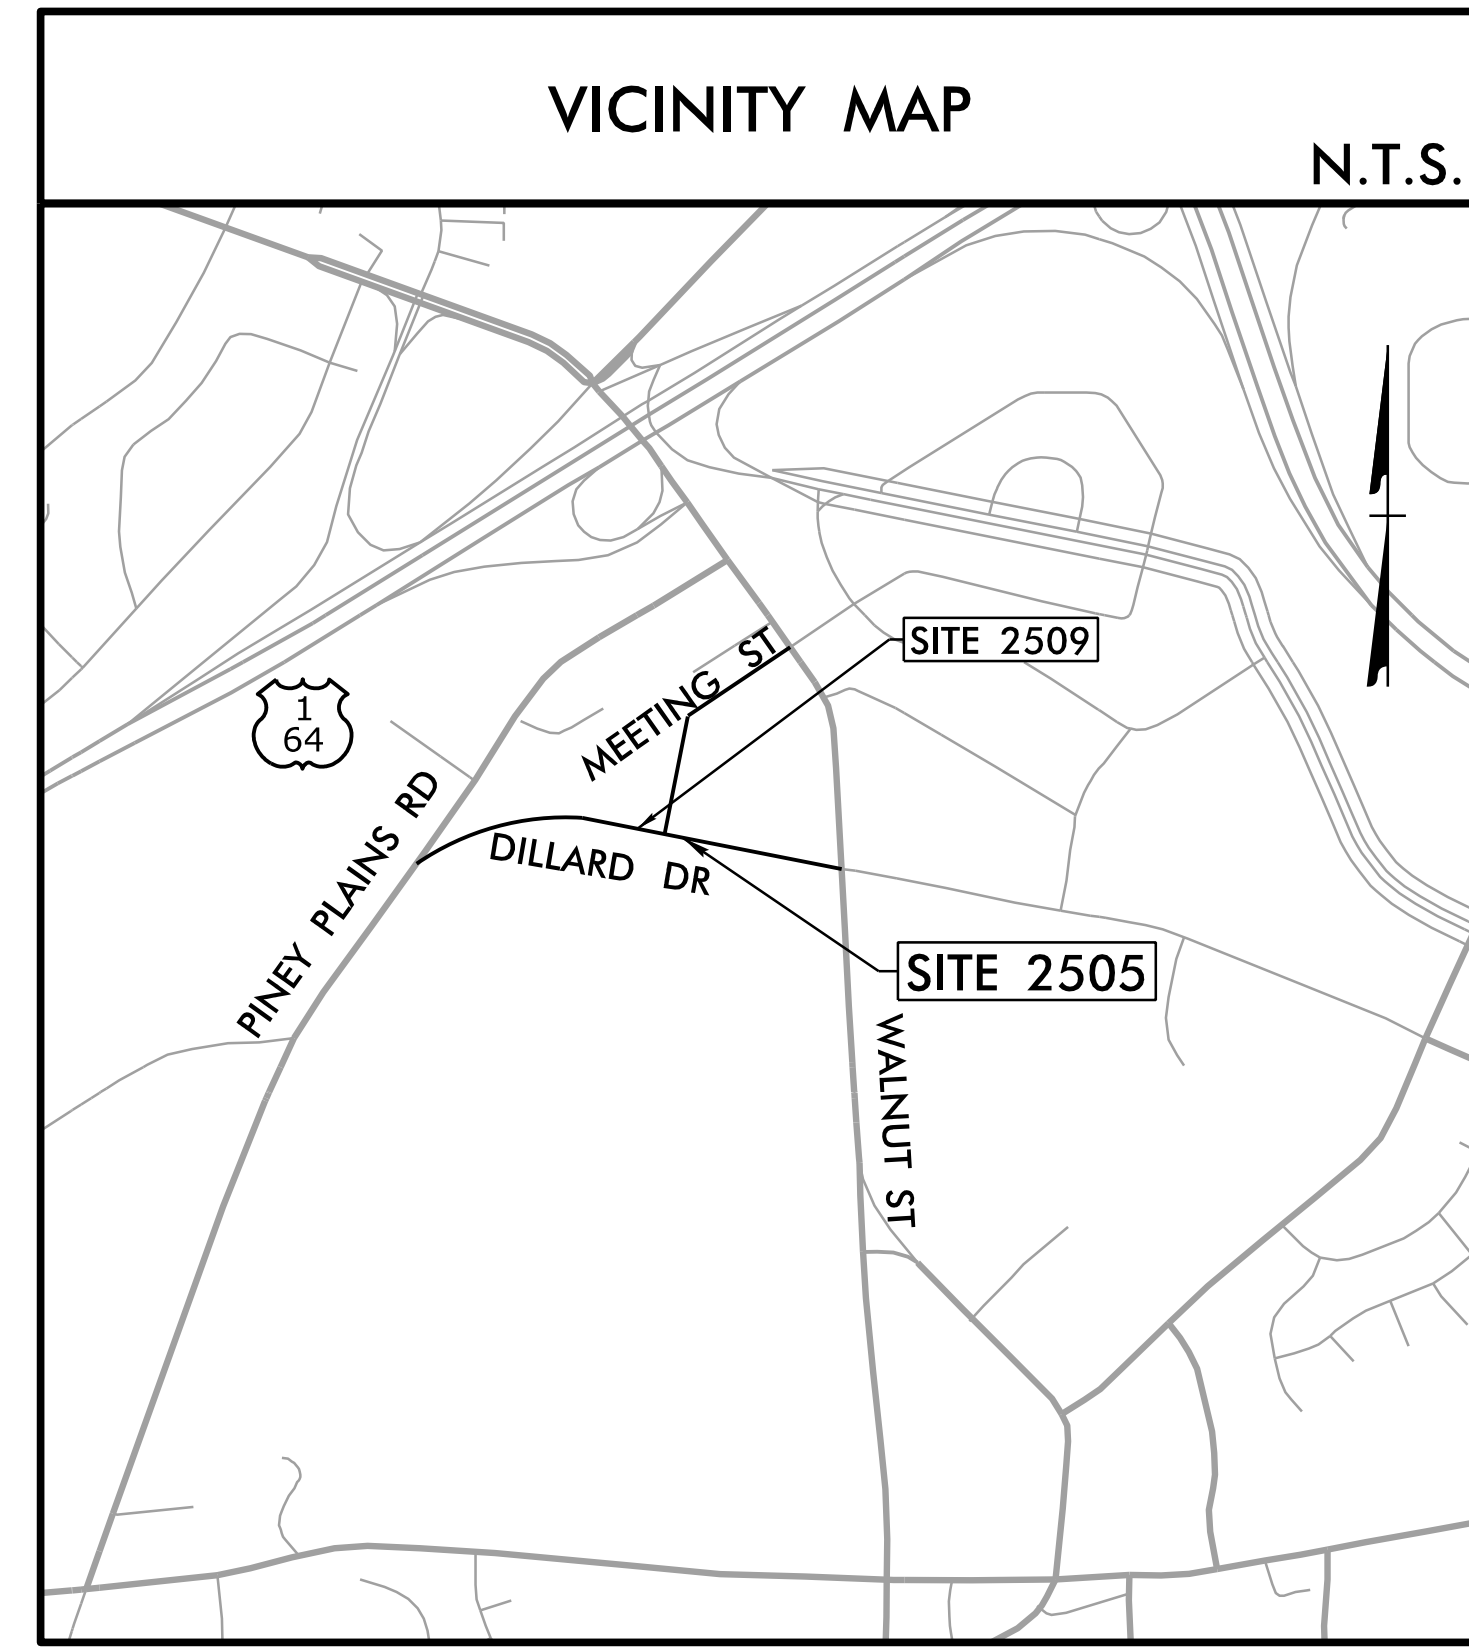 VICINITY MAP
N.T.S.
SITE 2509
MEETING ST
1
64
PINEY PLAINS RD
DILLARD DR
SITE 2505
WALNUT ST